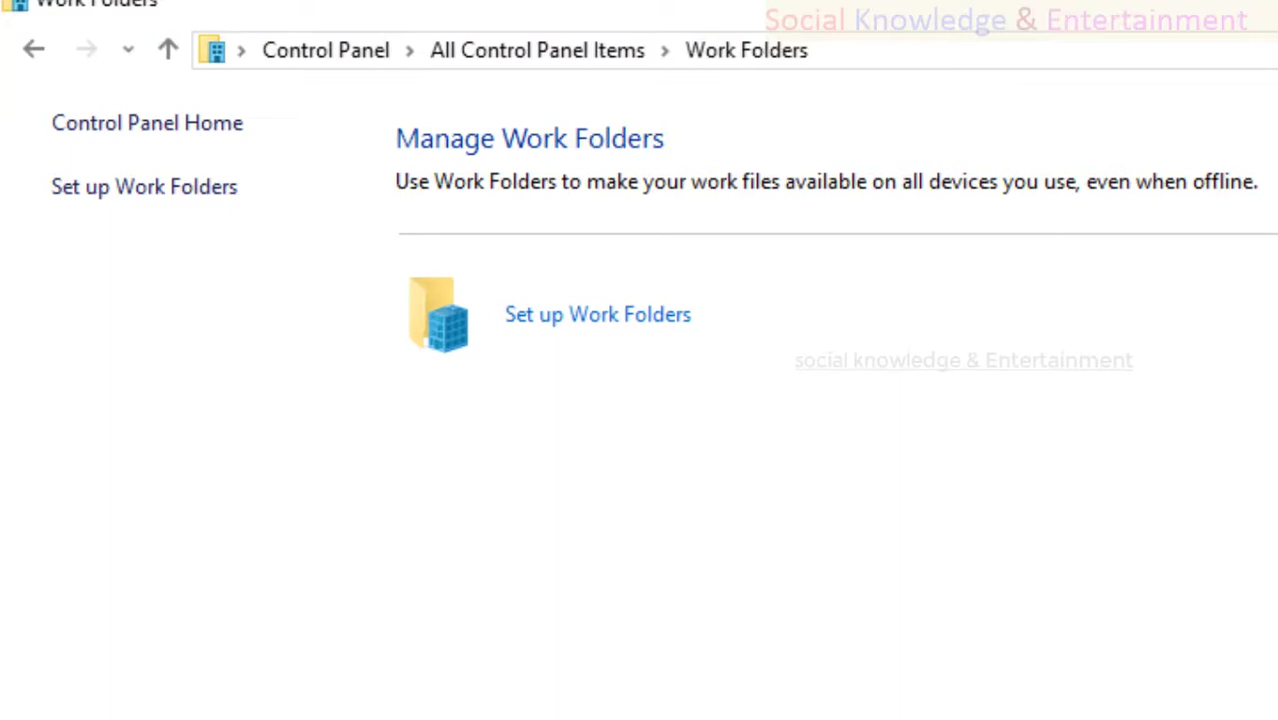 Work Folders
Social Knowledge & Entertainment
Control Panel > All Control Panel Items > Work Folders
Control Panel Home
Set up Work Folders
Manage Work Folders
Use Work Folders to make your work files available on all devices you use, even when offline.
Set up Work Folders
social knowledge & Entertainment